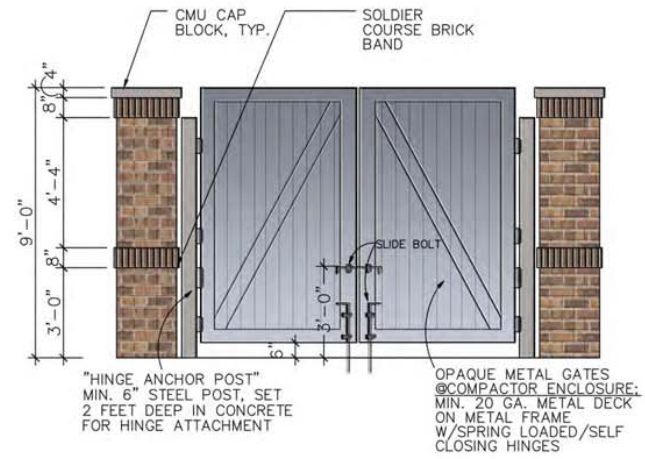 CMU CAP
BLOCK, TYP.
SOLDIER
COURSE BRICK
BAND
4"
8"
4'-4"
9'-0"
8"
3'-0"
SLIDE BOLT
3'-0"
6"
"HINGE ANCHOR POST"
MIN. 6" STEEL POST, SET
2 FEET DEEP IN CONCRETE
FOR HINGE ATTACHMENT
OPAQUE METAL GATES
@COMPACTOR ENCLOSURE:
MIN. 20 GA. METAL DECK
ON METAL FRAME
W/SPRING LOADED/SELF
CLOSING HINGES